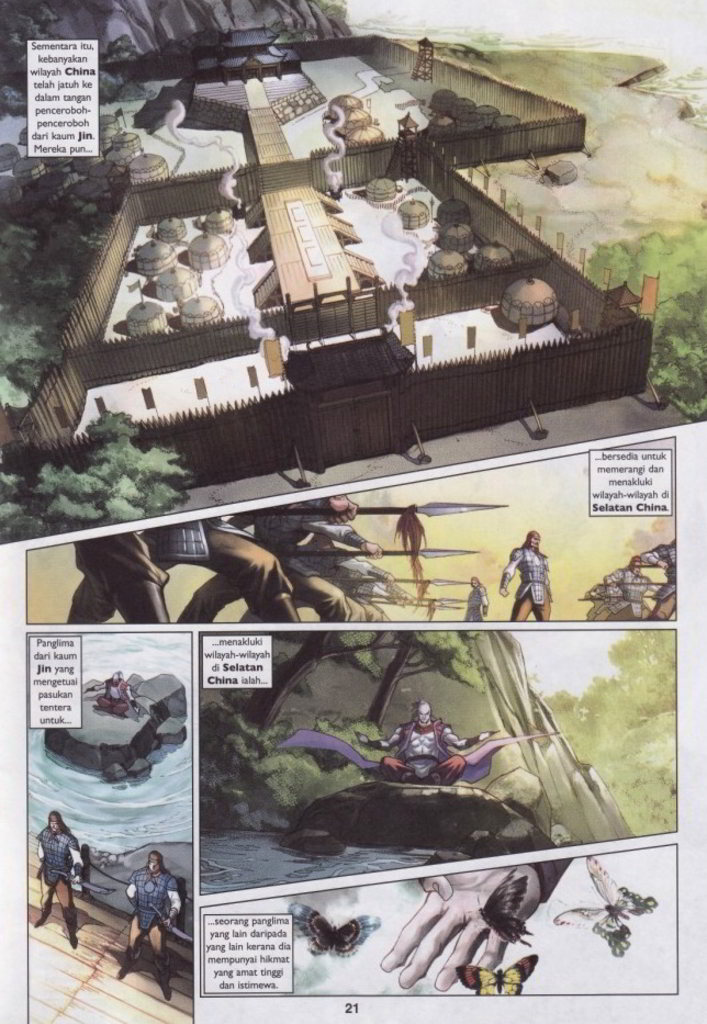 Sementara itu,
kebanyakan
wilayah China
telah jatuh ke
dalam tangan
penceroboh-
penceroboh
dari kaum Jin.
Mereka pun...
...bersedia untuk
memerangi dan
menakluki
wilayah-wilayah di
Selatan China.
Panglima
dari kaum
Jin yang
mengetuai
pasukan
tentera
untuk...
...menakluki
wilayah-wilayah
di Selatan
China ialah...
...seorang panglima
yang lain daripada
yang lain kerana dia
mempunyai hikmat
yang amat tinggi
dan istimewa.
21